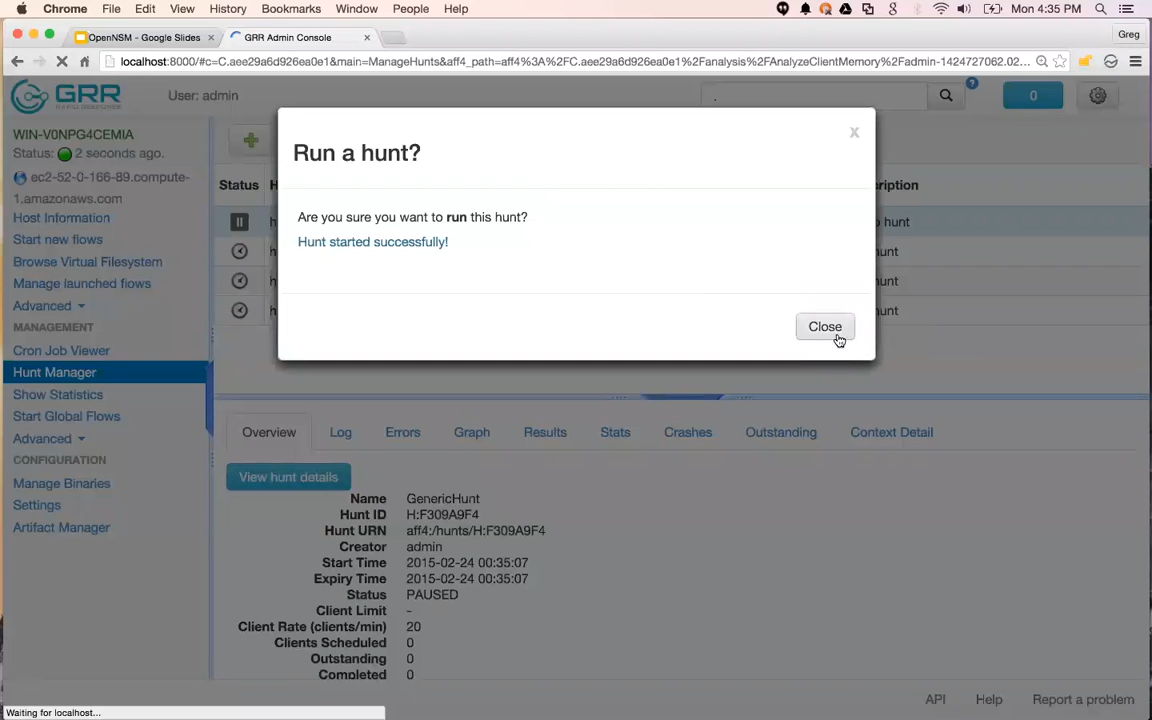 Chrome File Edit View History Bookmarks Window People Help Mon 4:35 PM
OpenNSM - Google Slides GRR Admin Console Greg
localhost:8000/#c=C.aee29a6d926ea0e1&main=ManageHunts&aff4_path=aff4%3A%2FC.aee29a6d926ea0e1%2Fanalysis%2FAnalyzeClientMemory%2Fadmin-1424727062.02...
GRR
RAPID RESPONSE
User: admin
.
?
0
WIN-V0NPG4CEMIA
Status: 2 seconds ago.
ec2-52-0-166-89.compute-
1.amazonaws.com
Host Information
Start new flows
Browse Virtual Filesystem
Manage launched flows
Advanced
MANAGEMENT
Cron Job Viewer
Hunt Manager
Show Statistics
Start Global Flows
Advanced
CONFIGURATION
Manage Binaries
Settings
Artifact Manager
Status
Run a hunt?
x
Are you sure you want to run this hunt?
Hunt started successfully!
Close
Overview Log Errors Graph Results Stats Crashes Outstanding Context Detail
View hunt details
Name GenericHunt
Hunt ID H:F309A9F4
Hunt URN aff4:/hunts/H:F309A9F4
Creator admin
Start Time 2015-02-24 00:35:07
Expiry Time 2015-02-24 00:35:07
Status PAUSED
Client Limit -
Client Rate (clients/min) 20
Clients Scheduled 0
Outstanding 0
Completed 0
API Help Report a problem
Waiting for localhost...